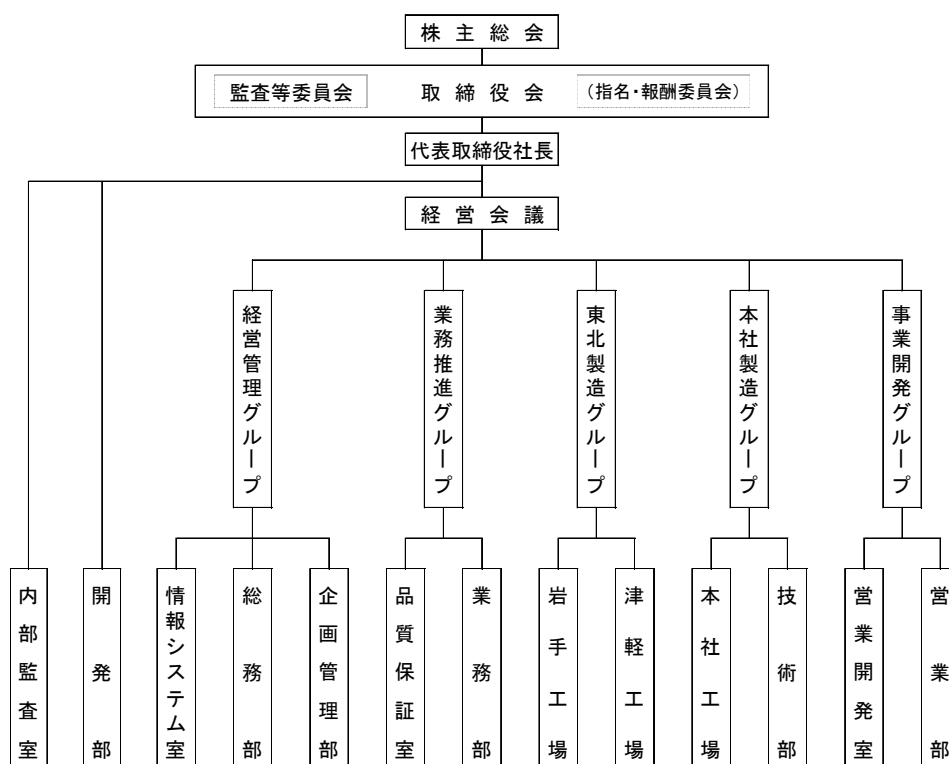 株主総会
監査等委員会
取締役会
(指名・報酬委員会)
代表取締役社長
経営会議
経営管理グループ
業務推進グループ
東北製造グループ
本社製造グループ
事業開発グループ
内部監査室
開発部
情報システム室
総務部
企画管理部
品質保証室
業務部
岩手工場
津軽工場
本社工場
技術部
営業開発室
営業部